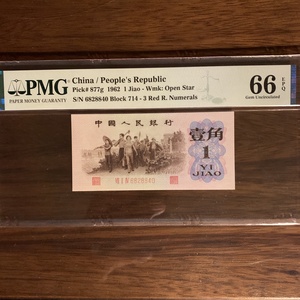 PMG
PAPER MONEY GUARANTY
China / People's Republic
Pick# 877g 1962 1 Jiao - Wmk: Open Star
S/N 6828840 Block 714 - 3 Red R. Numerals
66 EPQ
Gem Uncirculated
中國人民銀行
壹角
1
YI
JIAO
6828840